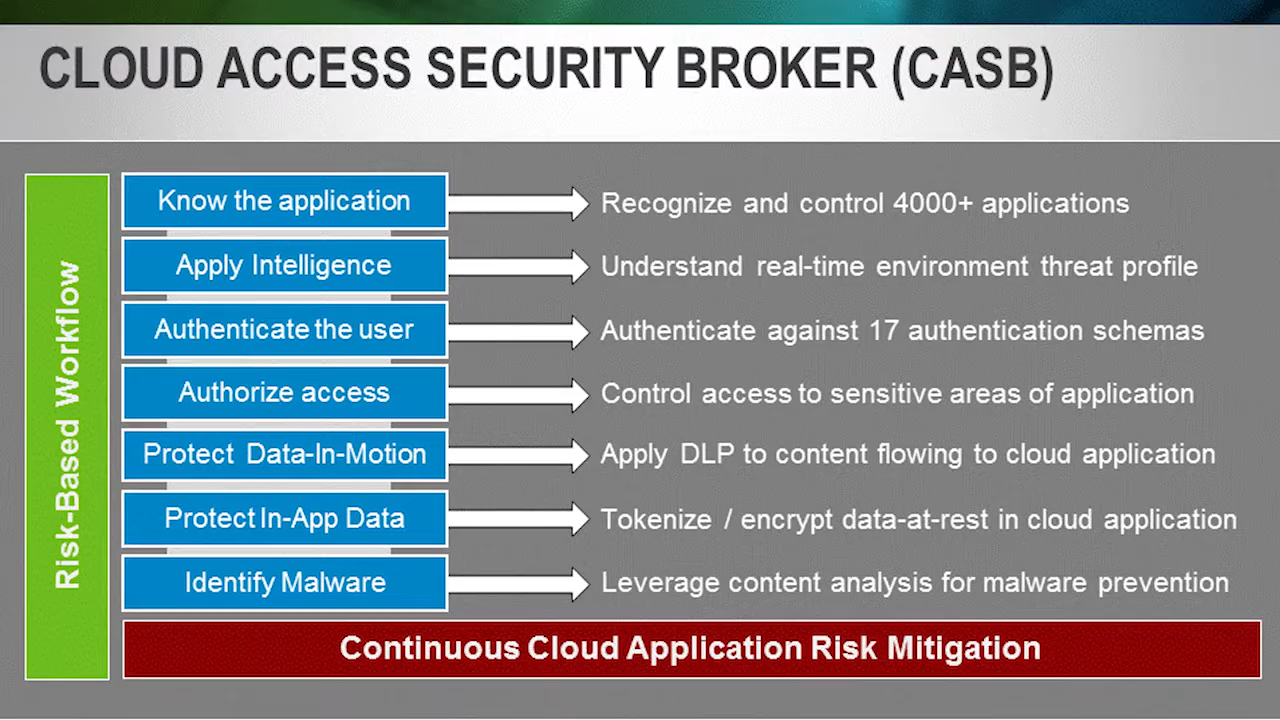 CLOUD ACCESS SECURITY BROKER (CASB)
Risk-Based Workflow
Know the application
Recognize and control 4000+ applications
Apply Intelligence
Understand real-time environment threat profile
Authenticate the user
Authenticate against 17 authentication schemas
Authorize access
Control access to sensitive areas of application
Protect Data-In-Motion
Apply DLP to content flowing to cloud application
Protect In-App Data
Tokenize / encrypt data-at-rest in cloud application
Identify Malware
Leverage content analysis for malware prevention
Continuous Cloud Application Risk Mitigation